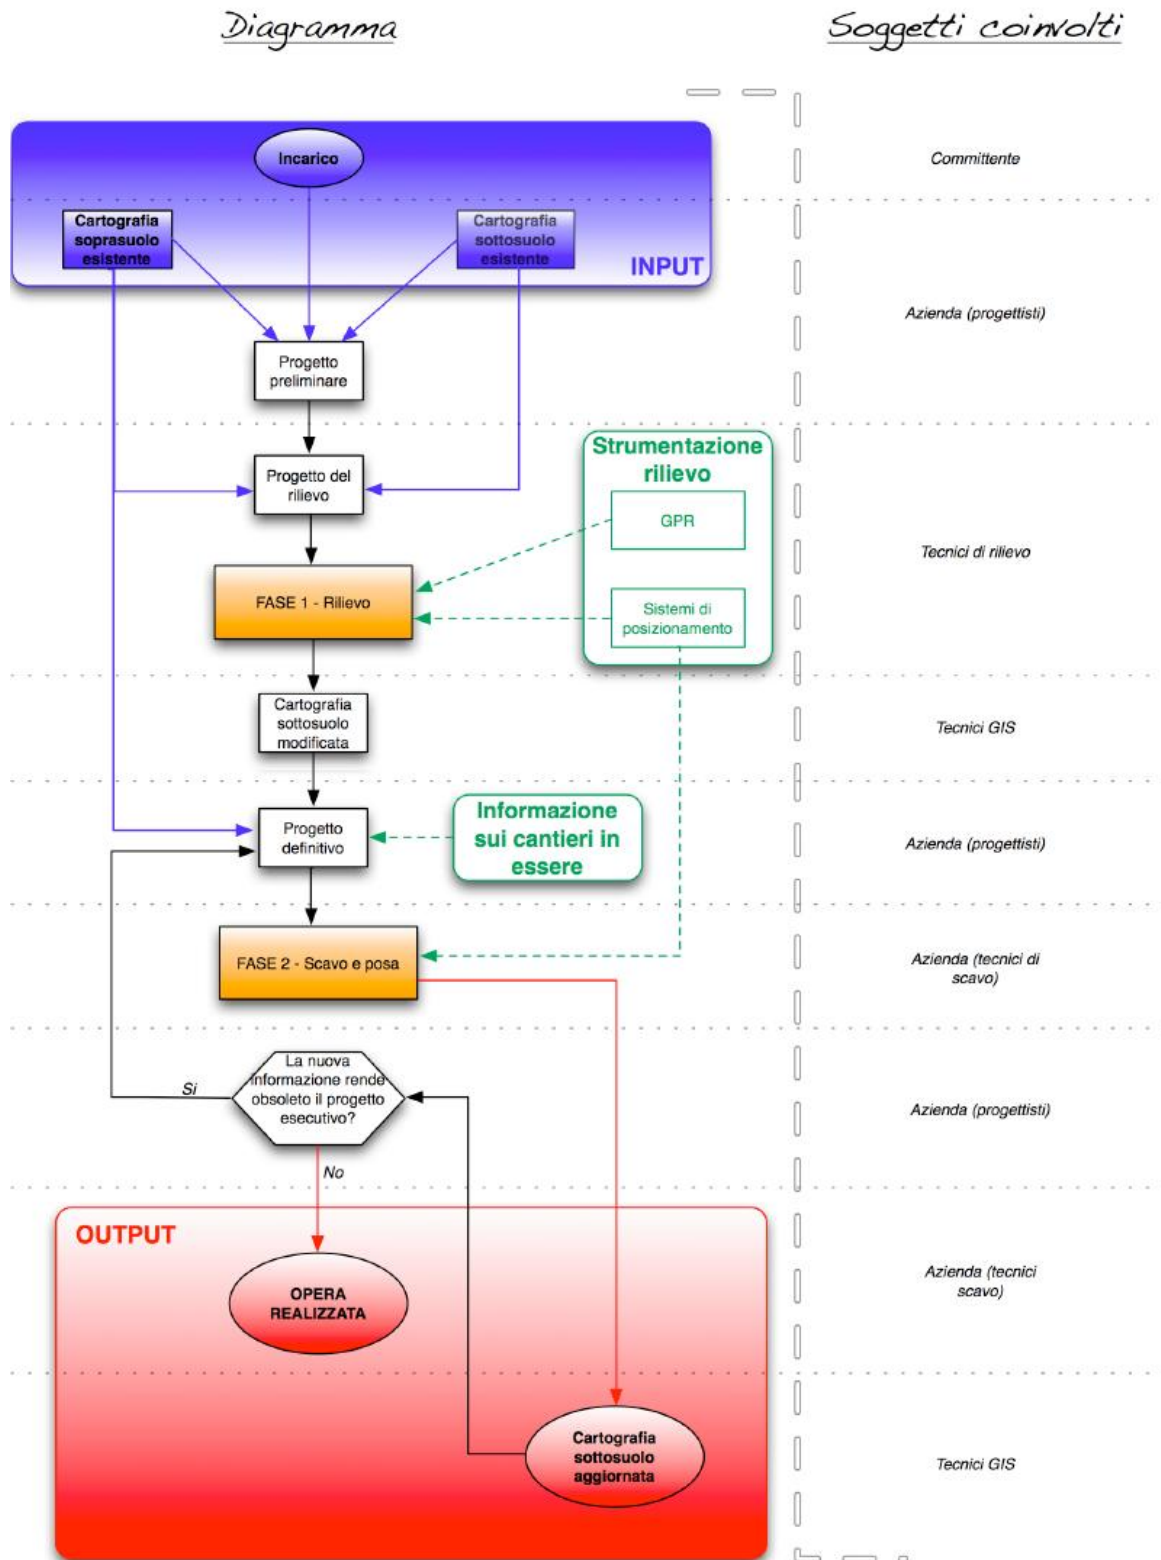 Diagramma
Soggetti coinvolti
Incarico
Committente
Cartografia
soprasuolo
esistente
Cartografia
sottosuolo
esistente
INPUT
Azienda (progettisti)
Progetto
preliminare
Strumentazione
rilievo
Progetto del
rilievo
GPR
Tecnici di rilievo
FASE 1 - Rilievo
Sistemi di
posizionamento
Cartografia
sottosuolo
modificata
Tecnici GIS
Informazione
sui cantieri in
essere
Progetto
definitivo
Azienda (progettisti)
FASE 2 - Scavo e posa
Azienda (tecnici di
scavo)
La nuova
informazione rende
obsoleto il progetto
esecutivo?
Si
Azienda (progettisti)
No
OUTPUT
OPERA
REALIZZATA
Azienda (tecnici
scavo)
Cartografia
sottosuolo
aggiornata
Tecnici GIS